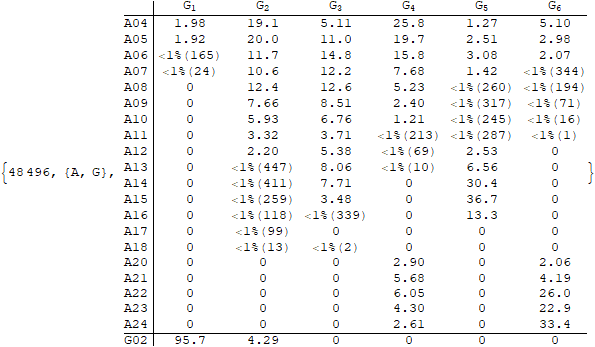 G1 G2 G3 G4 G5 G6
A04 1.98 19.1 5.11 25.8 1.27 5.10
A05 1.92 20.0 11.0 19.7 2.51 2.98
A06 <1%(165) 11.7 14.8 15.8 3.08 2.07
A07 <1%(24) 10.6 12.2 7.68 1.42 <1%(344)
A08 0 12.4 12.6 5.23 <1%(260) <1%(194)
A09 0 7.66 8.51 2.40 <1%(317) <1%(71)
A10 0 5.93 6.76 1.21 <1%(245) <1%(16)
A11 0 3.32 3.71 <1%(213) <1%(287) <1%(1)
A12 0 2.20 5.38 <1%(69) 2.53 0
{48496, {A, G}, A13 0 <1%(447) 8.06 <1%(10) 6.56 0 }
A14 0 <1%(411) 7.71 0 30.4 0
A15 0 <1%(259) 3.48 0 36.7 0
A16 0 <1%(118) <1%(339) 0 13.3 0
A17 0 <1%(99) 0 0 0 0
A18 0 <1%(13) <1%(2) 0 0 0
A20 0 0 0 2.90 0 2.06
A21 0 0 0 5.68 0 4.19
A22 0 0 0 6.05 0 26.0
A23 0 0 0 4.30 0 22.9
A24 0 0 0 2.61 0 33.4
G02 95.7 4.29 0 0 0 0